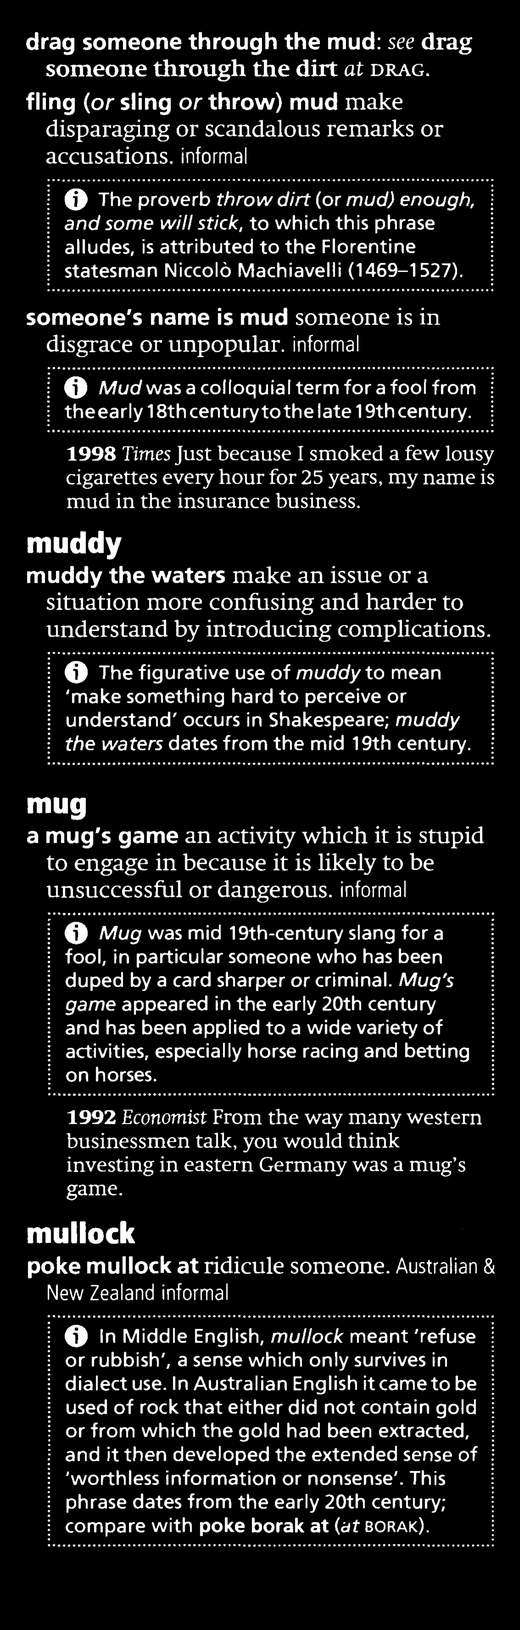 drag someone through the mud: see drag
someone through the dirt at DRAG.
fling (or sling or throw) mud make
disparaging or scandalous remarks or
accusations. informal
ⓘ The proverb throw dirt (or mud) enough,
and some will stick, to which this phrase
alludes, is attributed to the Florentine
statesman Niccolò Machiavelli (1469–1527).
someone's name is mud someone is in
disgrace or unpopular. informal
ⓘ Mud was a colloquial term for a fool from
the early 18th century to the late 19th century.
1998 Times Just because I smoked a few lousy
cigarettes every hour for 25 years, my name is
mud in the insurance business.
muddy
muddy the waters make an issue or a
situation more confusing and harder to
understand by introducing complications.
ⓘ The figurative use of muddy to mean
‘make something hard to perceive or
understand’ occurs in Shakespeare; muddy
the waters dates from the mid 19th century.
mug
a mug's game an activity which it is stupid
to engage in because it is likely to be
unsuccessful or dangerous. informal
ⓘ Mug was mid 19th-century slang for a
fool, in particular someone who has been
duped by a card sharper or criminal. Mug's
game appeared in the early 20th century
and has been applied to a wide variety of
activities, especially horse racing and betting
on horses.
1992 Economist From the way many western
businessmen talk, you would think
investing in eastern Germany was a mug's
game.
mullock
poke mullock at ridicule someone. Australian &
New Zealand informal
ⓘ In Middle English, mullock meant ‘refuse
or rubbish’, a sense which only survives in
dialect use. In Australian English it came to be
used of rock that either did not contain gold
or from which the gold had been extracted,
and it then developed the extended sense of
‘worthless information or nonsense’. This
phrase dates from the early 20th century;
compare with poke borak at (at BORAK).